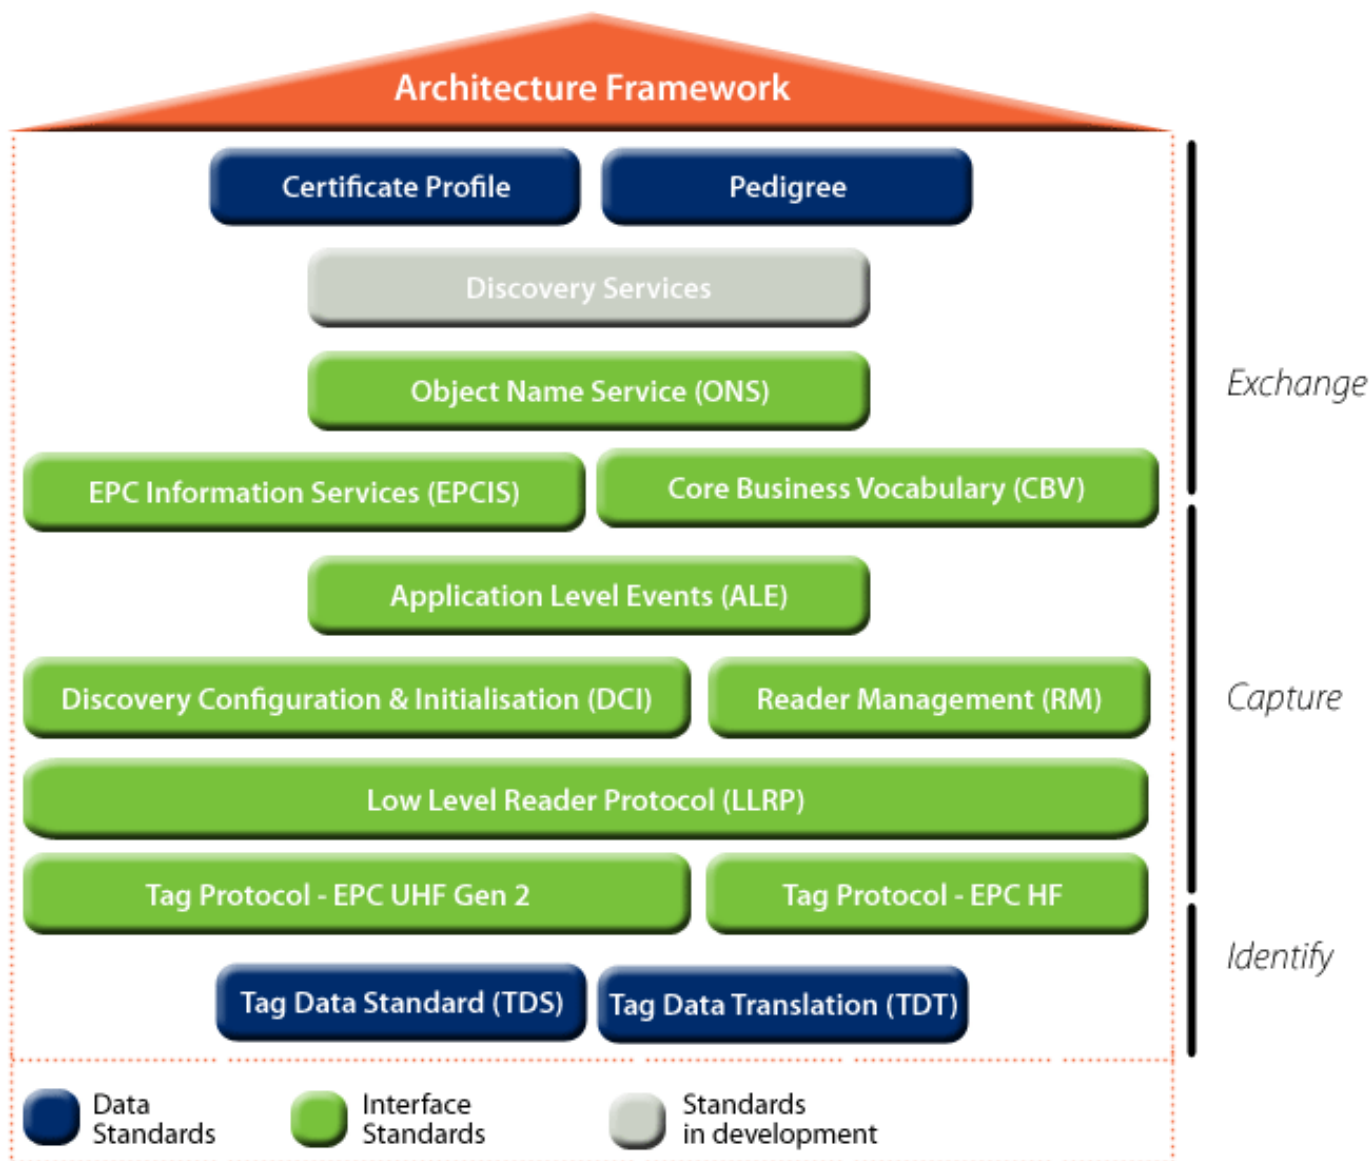 Architecture Framework
Certificate Profile
Pedigree
Discovery Services
Object Name Service (ONS)
Exchange
EPC Information Services (EPCIS)
Core Business Vocabulary (CBV)
Application Level Events (ALE)
Discovery Configuration & Initialisation (DCI)
Reader Management (RM)
Capture
Low Level Reader Protocol (LLRP)
Tag Protocol - EPC UHF Gen 2
Tag Protocol - EPC HF
Identify
Tag Data Standard (TDS)
Tag Data Translation (TDT)
Data
Standards
Interface
Standards
Standards
in development